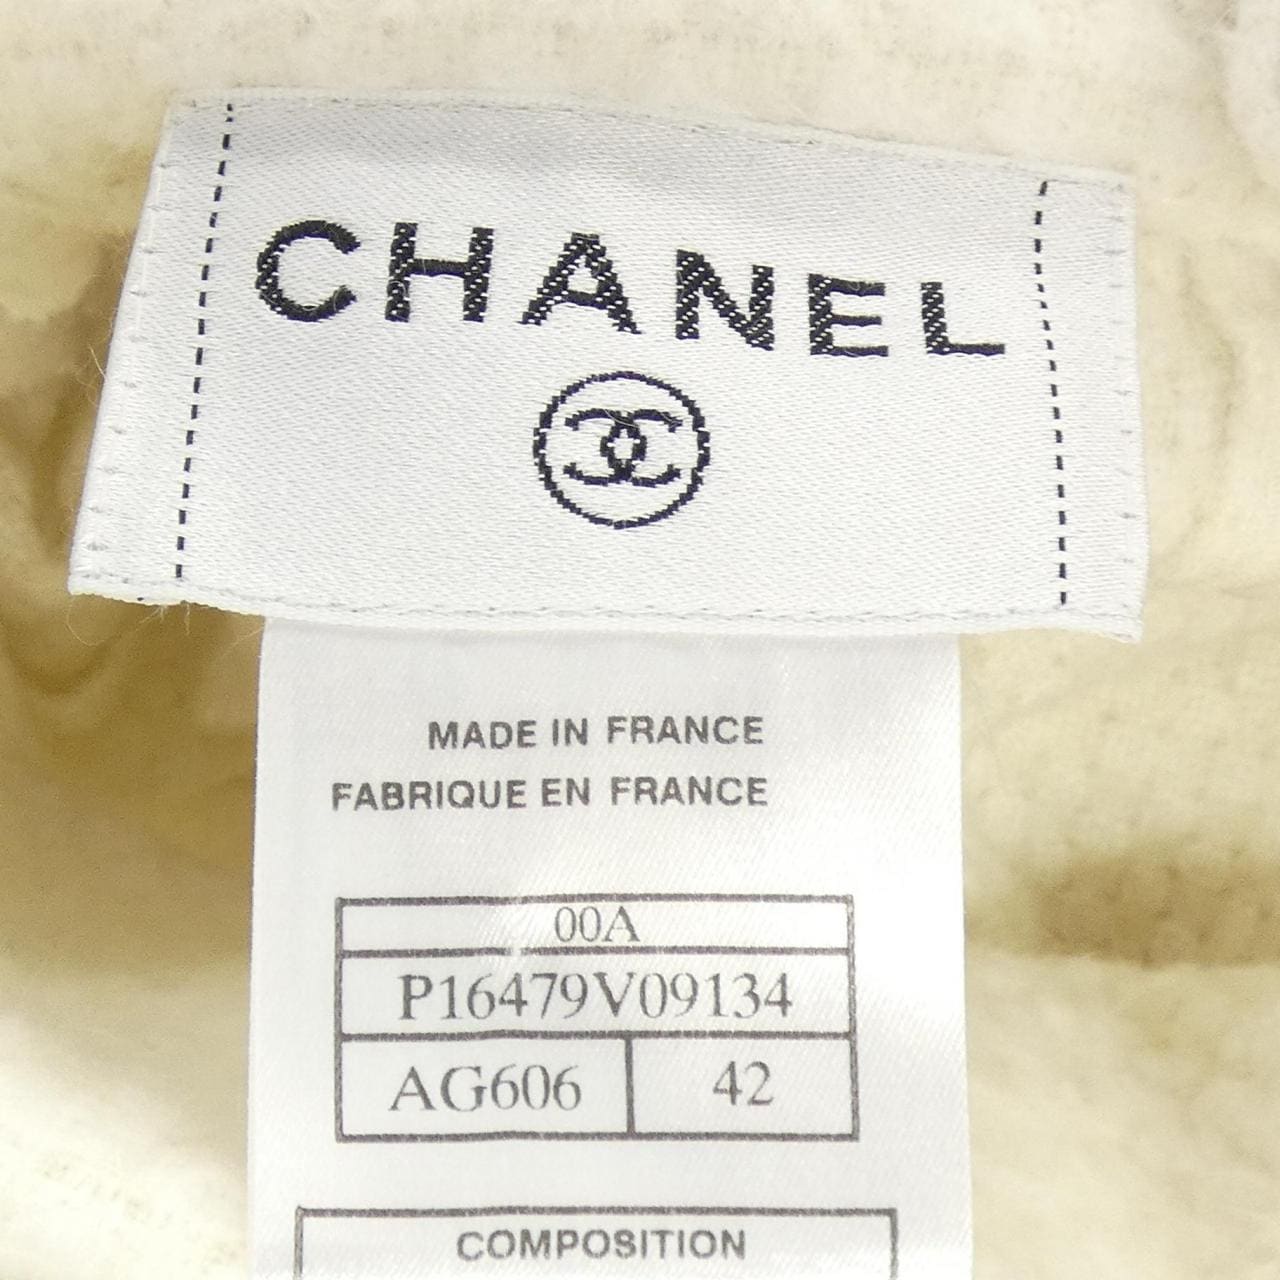 CHANEL
MADE IN FRANCE
FABRIQUE EN FRANCE
00A
P16479V09134
AG606 42
COMPOSITION